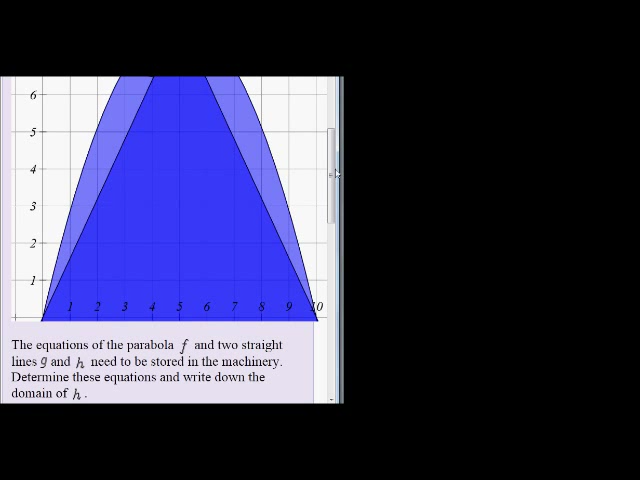 6
5
4
3
2
1
1 2 3 4 5 6 7 8 9 10
The equations of the parabola f and two straight
lines g and h need to be stored in the machinery.
Determine these equations and write down the
domain of h .